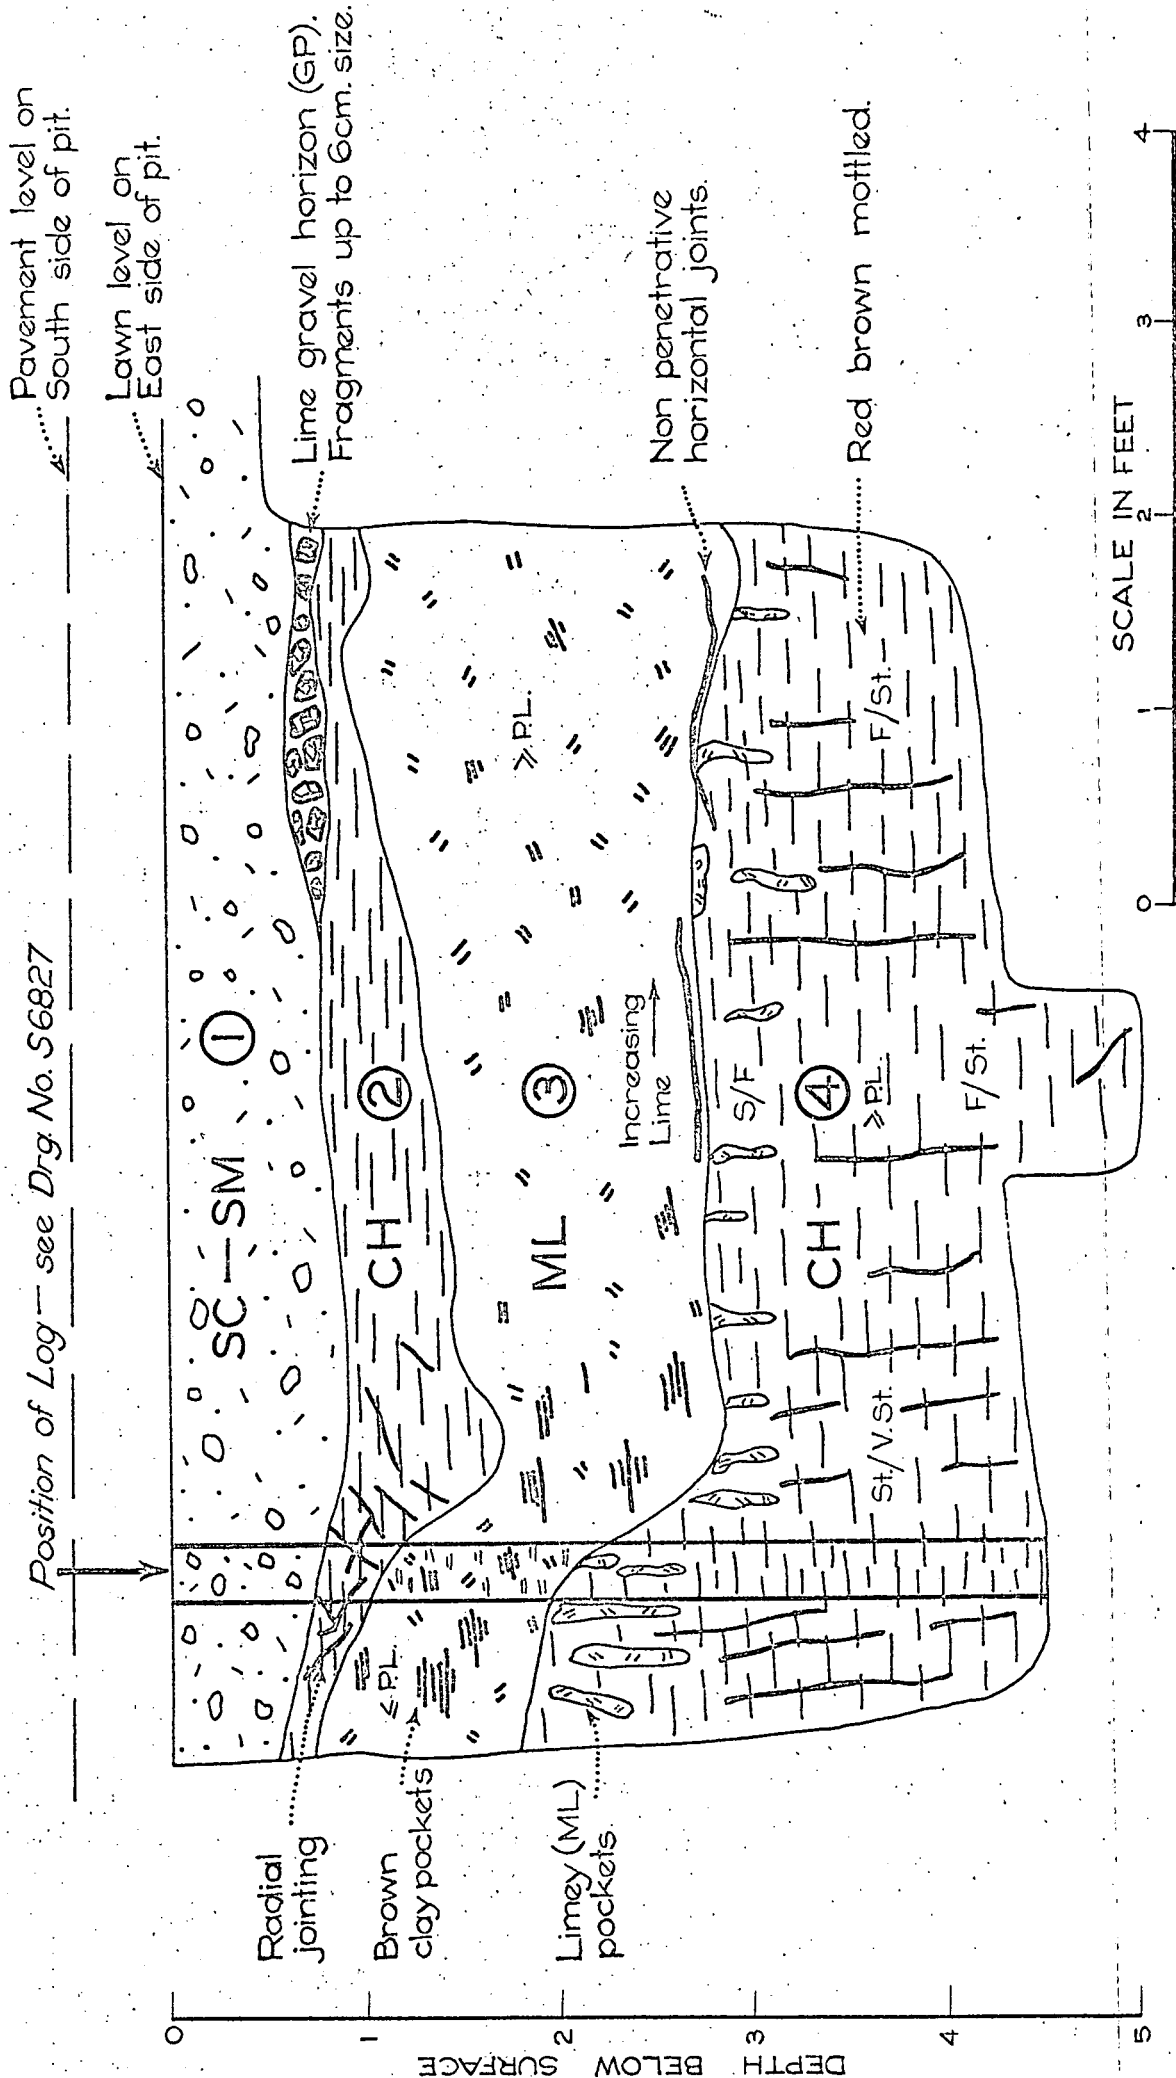 Pavement level on
South side of pit.
Lawn level on
East side of pit.
Position of Log — see Drg. No. S6827
Lime gravel horizon (GP).
Fragments up to 6cm. size.
Non penetrative
horizontal joints.
Red brown mottled.
Radial
jointing
Brown
clay pockets
Limey (ML)
pockets
SC — SM
1
CH
2
ML
3
⩾ P.L.
⩽ P.L.
Increasing
Lime
S/F
CH
4
⩾ P.L.
F/St.
F/St.
St./V.St.
DEPTH BELOW SURFACE
0
1
2
3
4
5
0 1 2 3 4
SCALE IN FEET